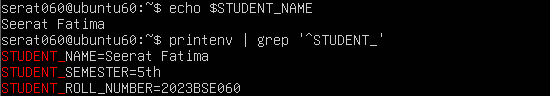 serat060@ubuntu60:~$ echo $STUDENT_NAME
Seerat Fatima
serat060@ubuntu60:~$ printenv | grep '^STUDENT_'
STUDENT_NAME=Seerat Fatima
STUDENT_SEMESTER=5th
STUDENT_ROLL_NUMBER=2023BSE060